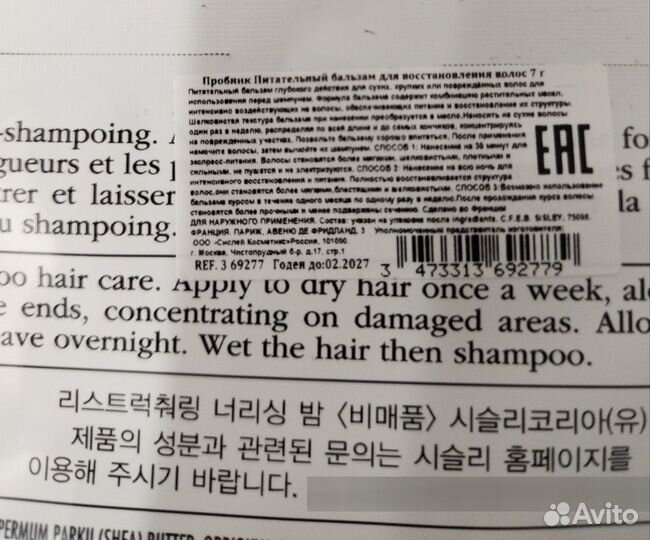 Пробник Питательный бальзам для восстановления волос 7 г
Питательный бальзам глубокого действия для сухих, хрупких или повреждённых волос для
использования перед шампунем. Формула бальзама содержит комбинацию растительных масел,
интенсивно воздействующих на волосы, обеспечивающих питание и восстановление их структуры.
Шелковистая текстура бальзама при нанесении преобразуется в масло.Наносить на сухие волосы
один раз в неделю, распределяя по всей длине и до самых кончиков, концентрируясь
на поврежденных участках. Позвольте бальзаму хорошо впитаться. После применения
намочите волосы, затем вычистите их шампунем. СПОСОБ 1: Нанесение на 30 минут для
экспресс-питания. Волосы становятся более мягкими, шелковистыми, плотными и
сильными, не пушатся и не электризуются. СПОСОБ 2: Нанесение на всю ночь для
интенсивного восстановления и питания. Полностью восстанавливается структура
волос,они становятся более мягкими,блестящими и шелковистыми. СПОСОБ 3:Возможно использование
бальзама курсом в течение одного месяца по одному разу в неделю.После прохождения курса волосы
становятся более прочными и менее подвержены сечению. Сделано во Франции
ДЛЯ НАРУЖНОГО ПРИМЕНЕНИЯ. Состав: указан на упаковке после ingredients. C.F.E.B. SISLEY, 75008,
ФРАНЦИЯ, ПАРИЖ, АВЕНЮ ДЕ ФРИДЛАНД, 3 Уполномоченный представитель изготовителя:
ООО «Сислей Косметикс»Россия, 101090,
г. Москва, Чистопрудный б-р, д.17, стр.1
REF. 3 69277 Годен до:02.2027
EAC
3 473313 692779
-shampoing.
gueurs et les
rer et laisser
u shampoing.
fo
s f
la
oo hair care. Apply to dry hair once a week, alo
e ends, concentrating on damaged areas. Allo
eave overnight. Wet the hair then shampoo.
리스트럭춰링 너리싱 밤 〈비매품〉 시슬리코리아(유)
제품의 성분과 관련된 문의는 시슬리 홈페이지를
이용해 주시기 바랍니다.
PERMUM PARKII (SHEA) BUTTER,
Avito